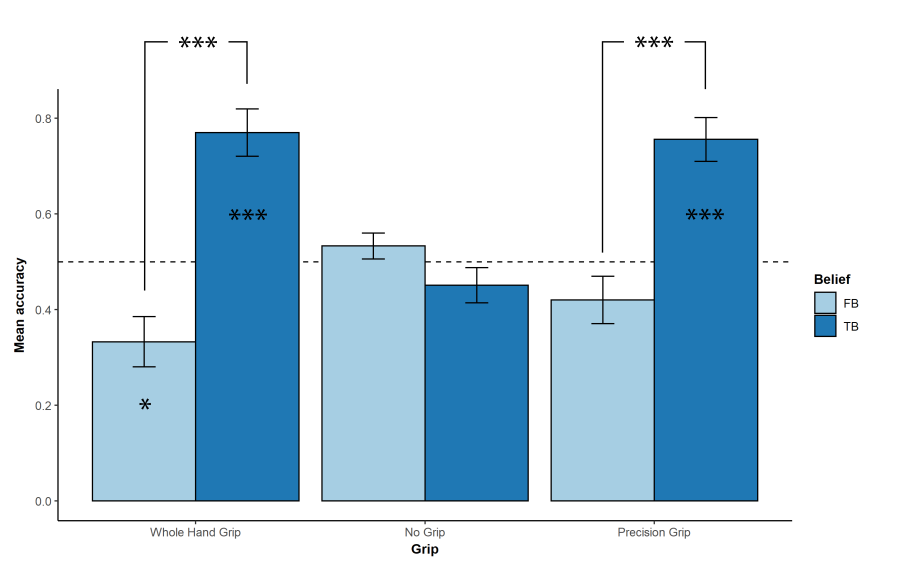 *** ***
0.8
*** ***
0.6
0.4
*
0.2
0.0
Mean accuracy
Whole Hand Grip No Grip Precision Grip
Grip
Belief
FB
TB